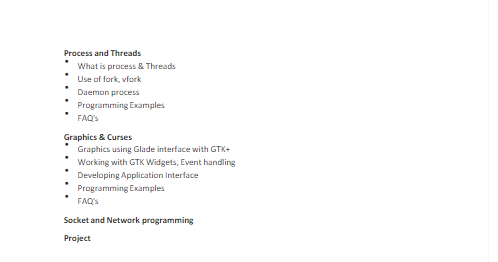 Process and Threads
• What is process & Threads
• Use of fork, vfork
• Daemon process
• Programming Examples
• FAQ's
Graphics & Curses
• Graphics using Glade interface with GTK+
• Working with GTK Widgets, Event handling
• Developing Application Interface
• Programming Examples
• FAQ's
Socket and Network programming
Project